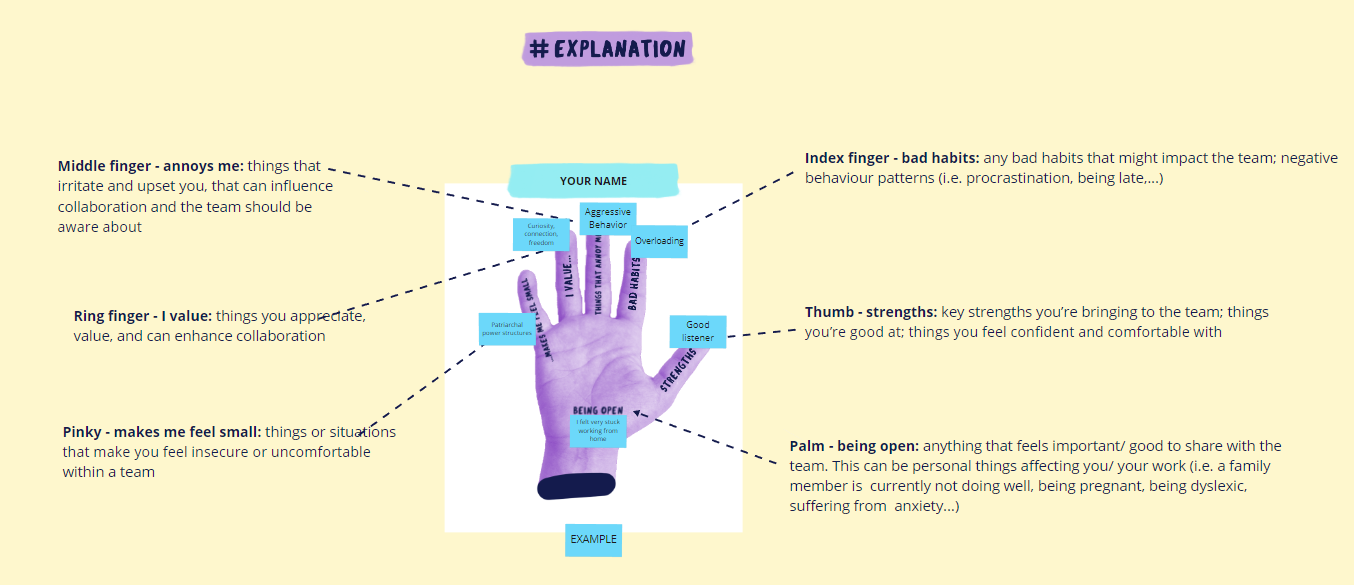 # EXPLANATION
Middle finger - annoys me: things that
irritate and upset you, that can influence
collaboration and the team should be
aware about
Ring finger - I value: things you appreciate,
value, and can enhance collaboration
Pinky - makes me feel small: things or situations
that make you feel insecure or uncomfortable
within a team
YOUR NAME
Aggressive
Behavior
Curiosity,
connection,
freedom
Overloading
Patriarchal
power structures
Good
listener
...MAKES ME FEEL SMALL
I VALUE...
THINGS THAT ANNOY ME
BAD HABITS
STRENGTHS
BEING OPEN
I felt very stuck
working from
home
EXAMPLE
Index finger - bad habits: any bad habits that might impact the team; negative
behaviour patterns (i.e. procrastination, being late,...)
Thumb - strengths: key strengths you’re bringing to the team; things
you’re good at; things you feel confident and comfortable with
Palm - being open: anything that feels important/ good to share with the
team. This can be personal things affecting you/ your work (i.e. a family
member is  currently not doing well, being pregnant, being dyslexic,
suffering from  anxiety...)